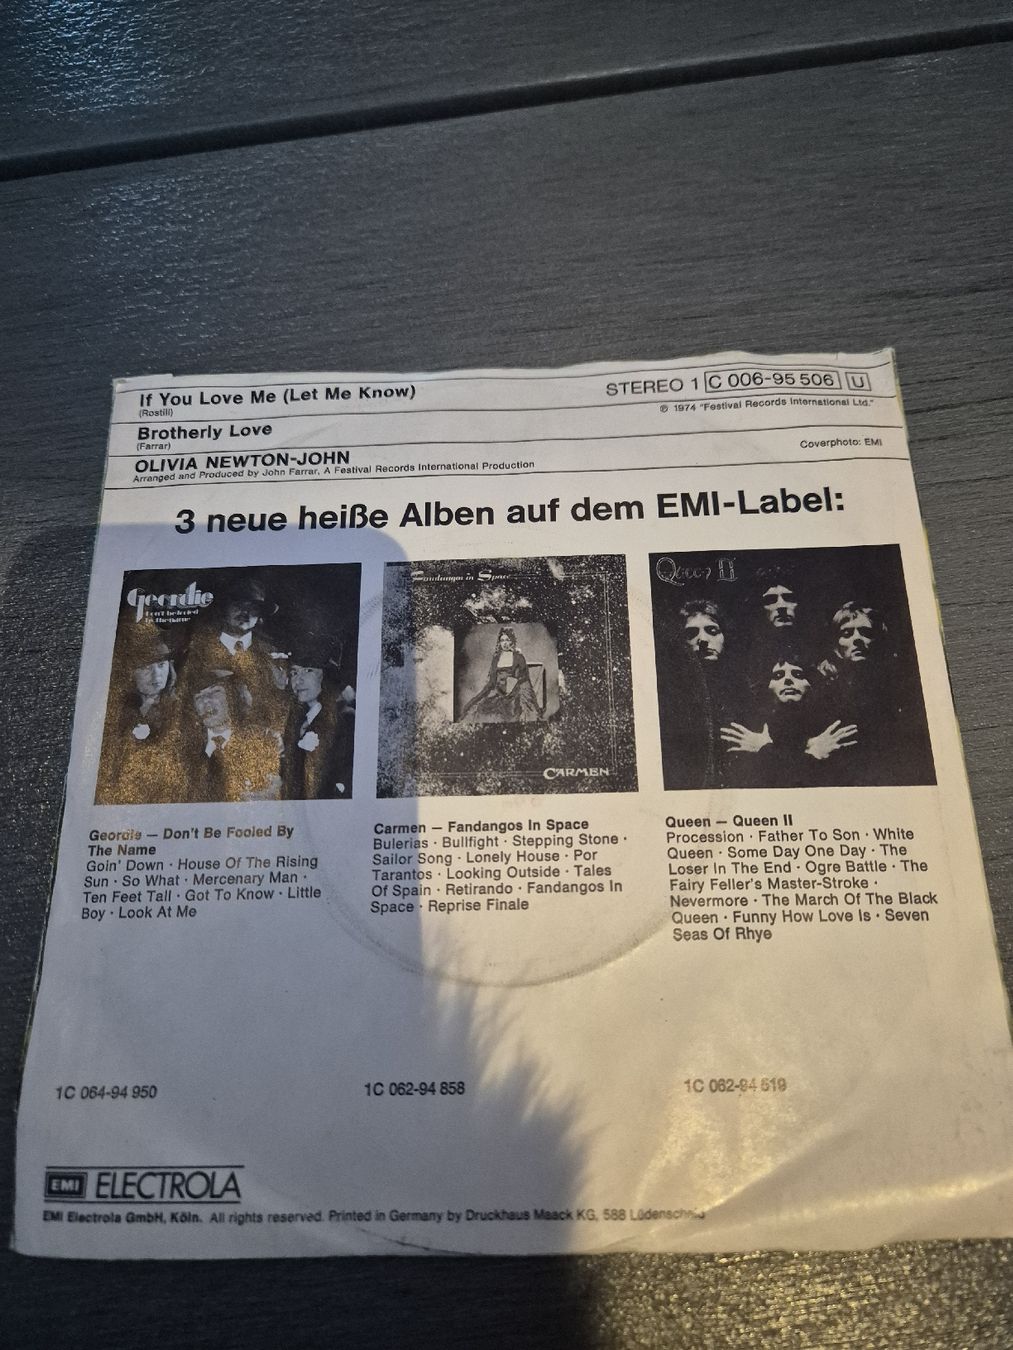 If You Love Me (Let Me Know)
(Rostill)
STEREO 1 C 006-95 506 U
℗ 1974 "Festival Records International Ltd."
Brotherly Love
(Farrar)
Coverphoto: EMI
OLIVIA NEWTON-JOHN
Arranged and Produced by John Farrar, A Festival Records International Production
3 neue heiße Alben auf dem EMI-Label:
Geordie
Don't be fooled
by the name
Fandangos in Space
CARMEN
Queen II
Geordie – Don't Be Fooled By
The Name
Goin' Down · House Of The Rising
Sun · So What · Mercenary Man ·
Ten Feet Tall · Got To Know · Little
Boy · Look At Me
Carmen – Fandangos In Space
Bulerias · Bullfight · Stepping Stone ·
Sailor Song · Lonely House · Por
Tarantos · Looking Outside · Tales
Of Spain · Retirando · Fandangos In
Space · Reprise Finale
Queen – Queen II
Procession · Father To Son · White
Queen · Some Day One Day · The
Loser In The End · Ogre Battle · The
Fairy Feller's Master-Stroke ·
Nevermore · The March Of The Black
Queen · Funny How Love Is · Seven
Seas Of Rhye
1C 064-94 950
1C 062-94 858
1C 062-94 519
EMI ELECTROLA
EMI Electrola GmbH, Köln. All rights reserved. Printed in Germany by Druckhaus Maack KG, 588 Lüdenscheid